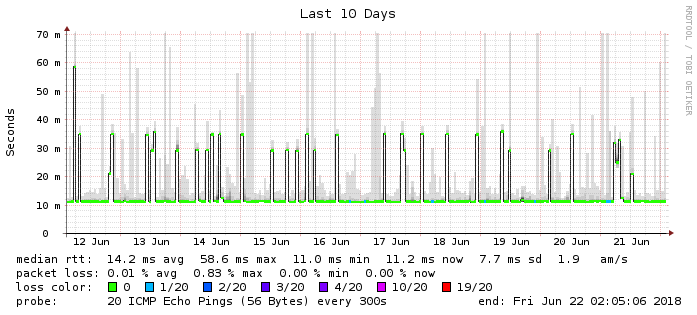 Last 10 Days
RRDTOOL / TOBI OETIKER
Seconds
70 m
60 m
50 m
40 m
30 m
20 m
10 m
0
12 Jun 13 Jun 14 Jun 15 Jun 16 Jun 17 Jun 18 Jun 19 Jun 20 Jun 21 Jun
median rtt: 14.2 ms avg 58.6 ms max 11.0 ms min 11.2 ms now 7.7 ms sd 1.9 am/s
packet loss: 0.01 % avg 0.83 % max 0.00 % min 0.00 % now
loss color: 0 1/20 2/20 3/20 4/20 10/20 19/20
probe: 20 ICMP Echo Pings (56 Bytes) every 300s end: Fri Jun 22 02:05:06 2018